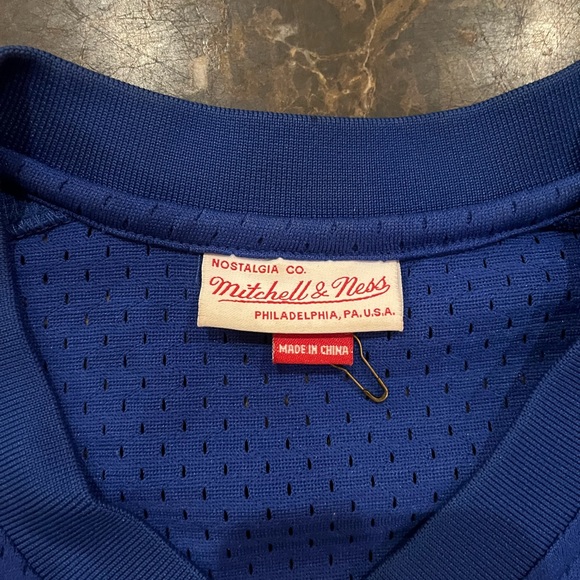 NOSTALGIA CO.
Mitchell & Ness
PHILADELPHIA, PA. U.S.A.
MADE IN CHINA